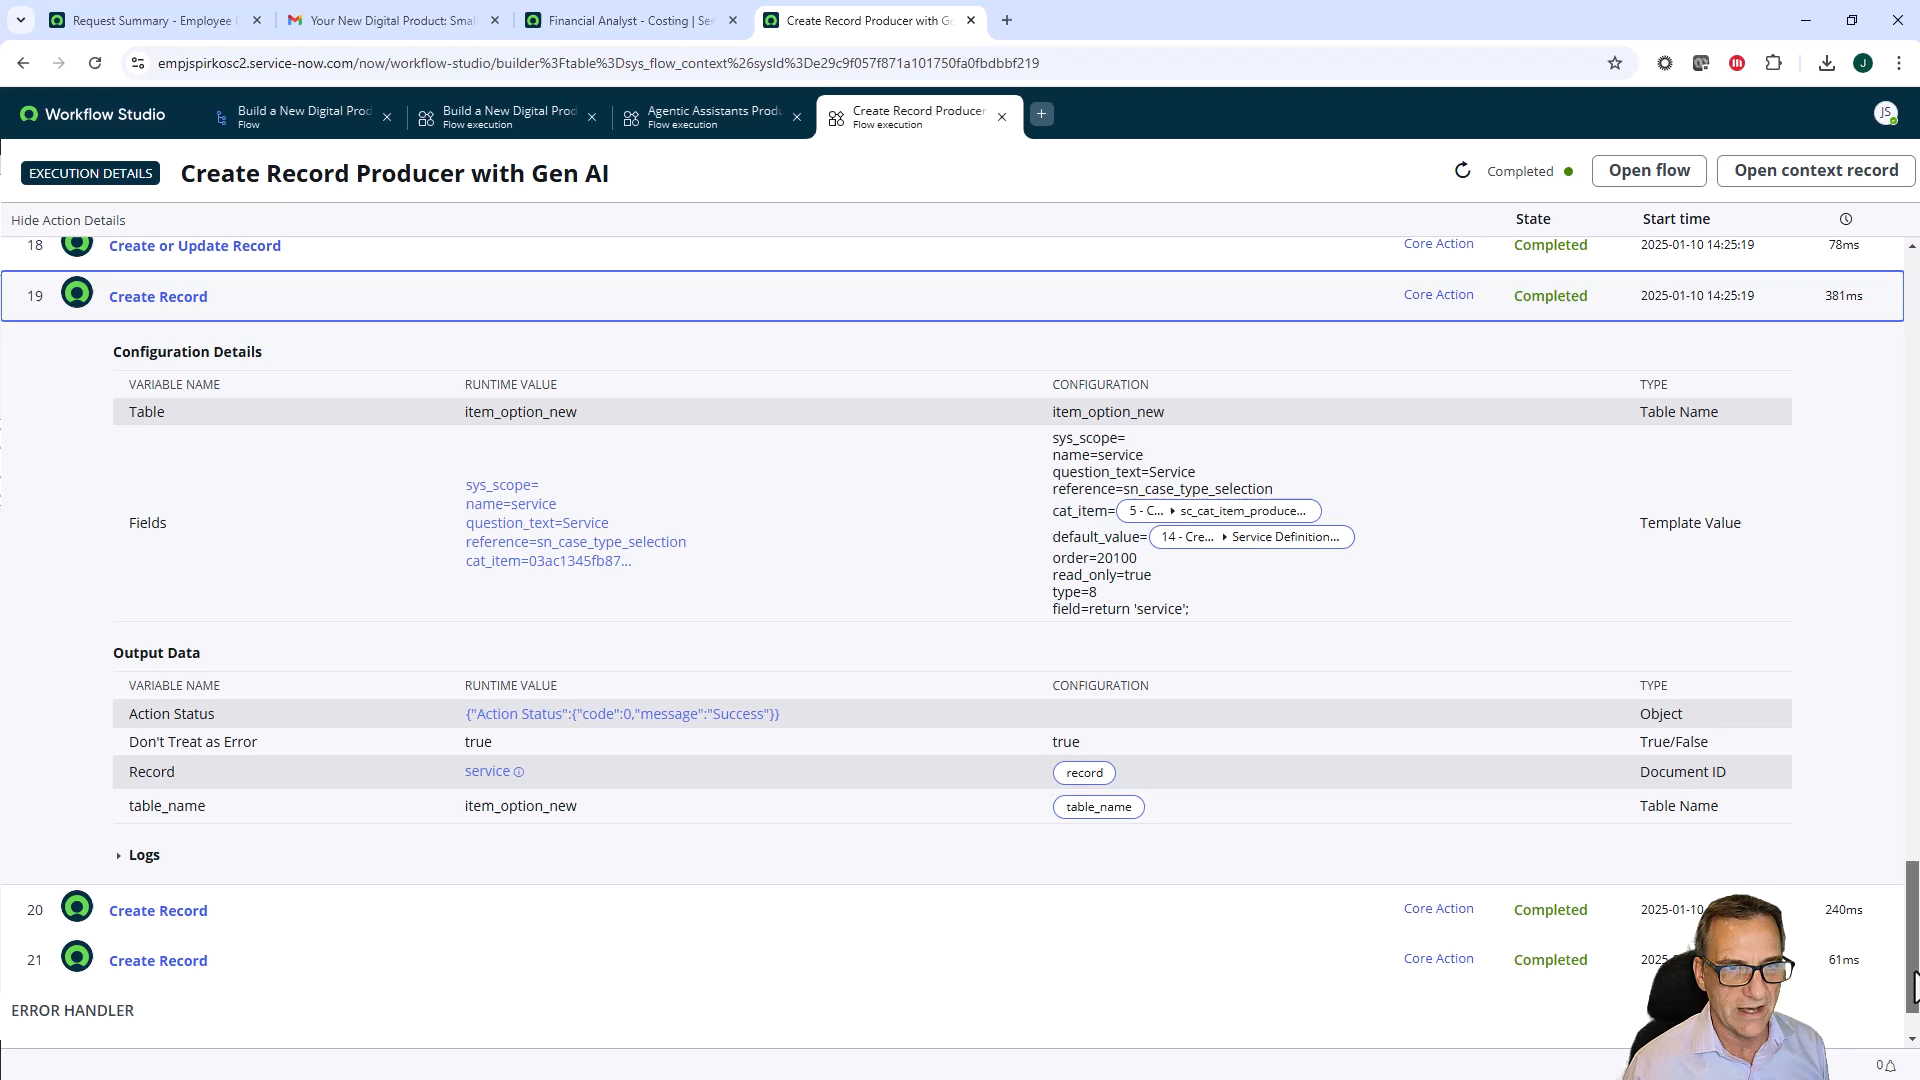 Request Summary - Employee
Your New Digital Product: Smal
Financial Analyst - Costing | Ser
Create Record Producer with Ge
empjspirkosc2.service-now.com/now/workflow-studio/builder%3Ftable%3Dsys_flow_context%26sysId%3De29c9f057f871a101750fa0fbdbbf219
J
Workflow Studio
Build a New Digital Prod
Flow
Build a New Digital Prod
Flow execution
Agentic Assistants Produ
Flow execution
Create Record Producer
Flow execution
JS
EXECUTION DETAILS
Create Record Producer with Gen AI
Completed
Open flow
Open context record
Hide Action Details
State
Start time
18
Create or Update Record
Core Action
Completed
2025-01-10 14:25:19
78ms
19
Create Record
Core Action
Completed
2025-01-10 14:25:19
381ms
Configuration Details
VARIABLE NAME
RUNTIME VALUE
CONFIGURATION
TYPE
Table
item_option_new
item_option_new
Table Name
Fields
sys_scope=
name=service
question_text=Service
reference=sn_case_type_selection
cat_item=03ac1345fb87...
sys_scope=
name=service
question_text=Service
reference=sn_case_type_selection
cat_item= 5 - C... sc_cat_item_produce...
default_value= 14 - Cre... Service Definition...
order=20100
read_only=true
type=8
field=return 'service';
Template Value
Output Data
VARIABLE NAME
RUNTIME VALUE
CONFIGURATION
TYPE
Action Status
{"Action Status":{"code":0,"message":"Success"}}
Object
Don't Treat as Error
true
true
True/False
Record
service
record
Document ID
table_name
item_option_new
table_name
Table Name
Logs
20
Create Record
Core Action
Completed
2025-01-10
240ms
21
Create Record
Core Action
Completed
2025
61ms
ERROR HANDLER
0